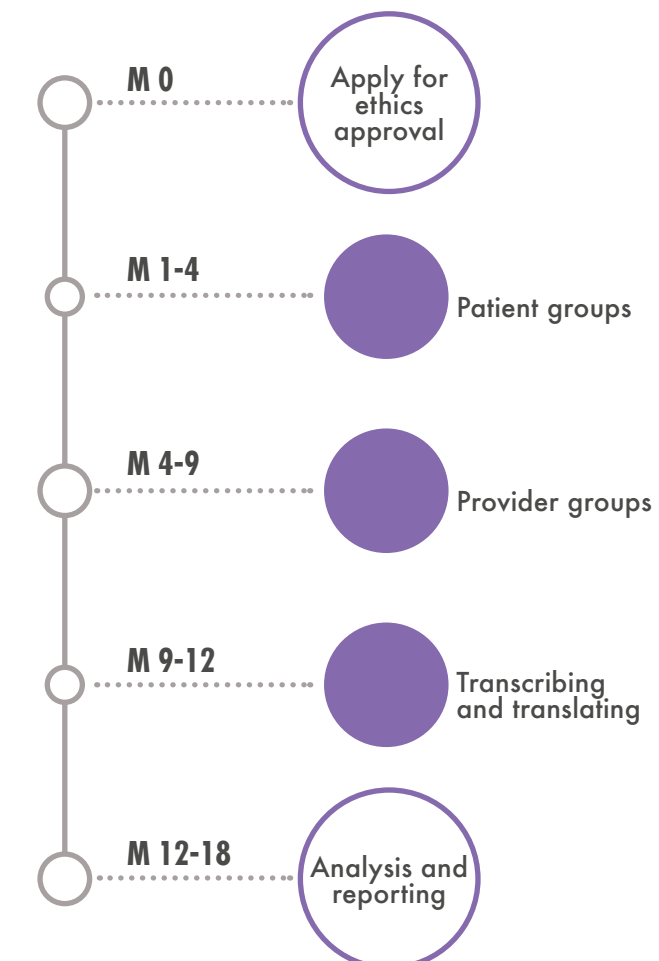 M 0
Apply for
ethics
approval
M 1-4
Patient groups
M 4-9
Provider groups
M 9-12
Transcribing
and translating
M 12-18
Analysis and
reporting